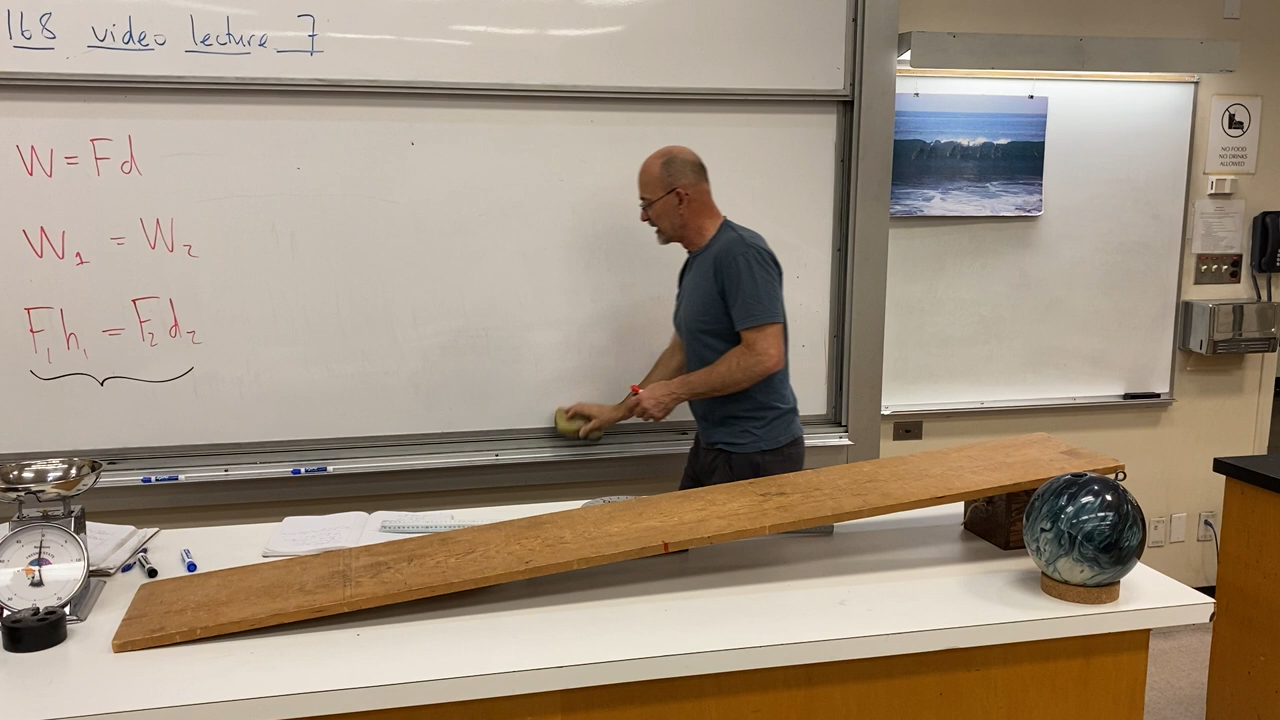 168 video lecture 7
W = Fd
W₁ = W₂
F₁h₁ = F₂d₂
NO FOOD
NO DRINKS
ALLOWED